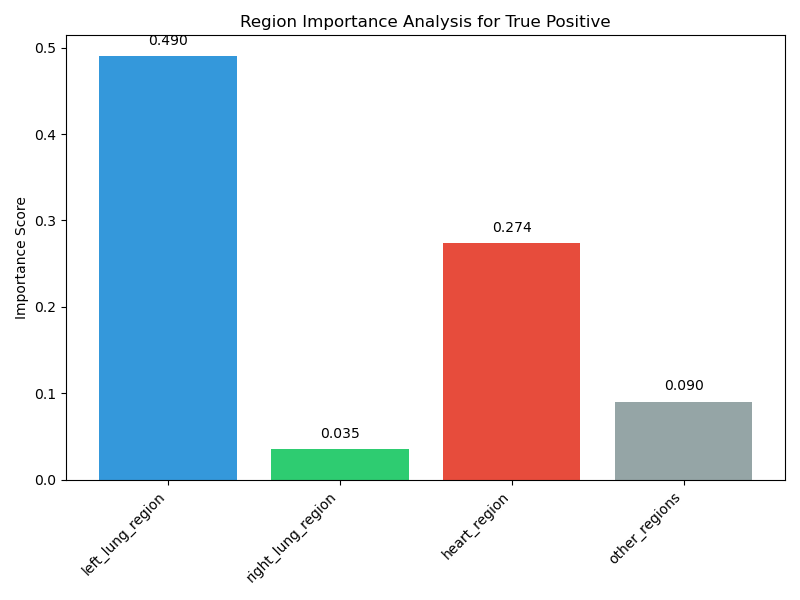 Region Importance Analysis for True Positive
Importance Score
0.5
0.4
0.3
0.2
0.1
0.0
0.490
0.035
0.274
0.090
left_lung_region
right_lung_region
heart_region
other_regions